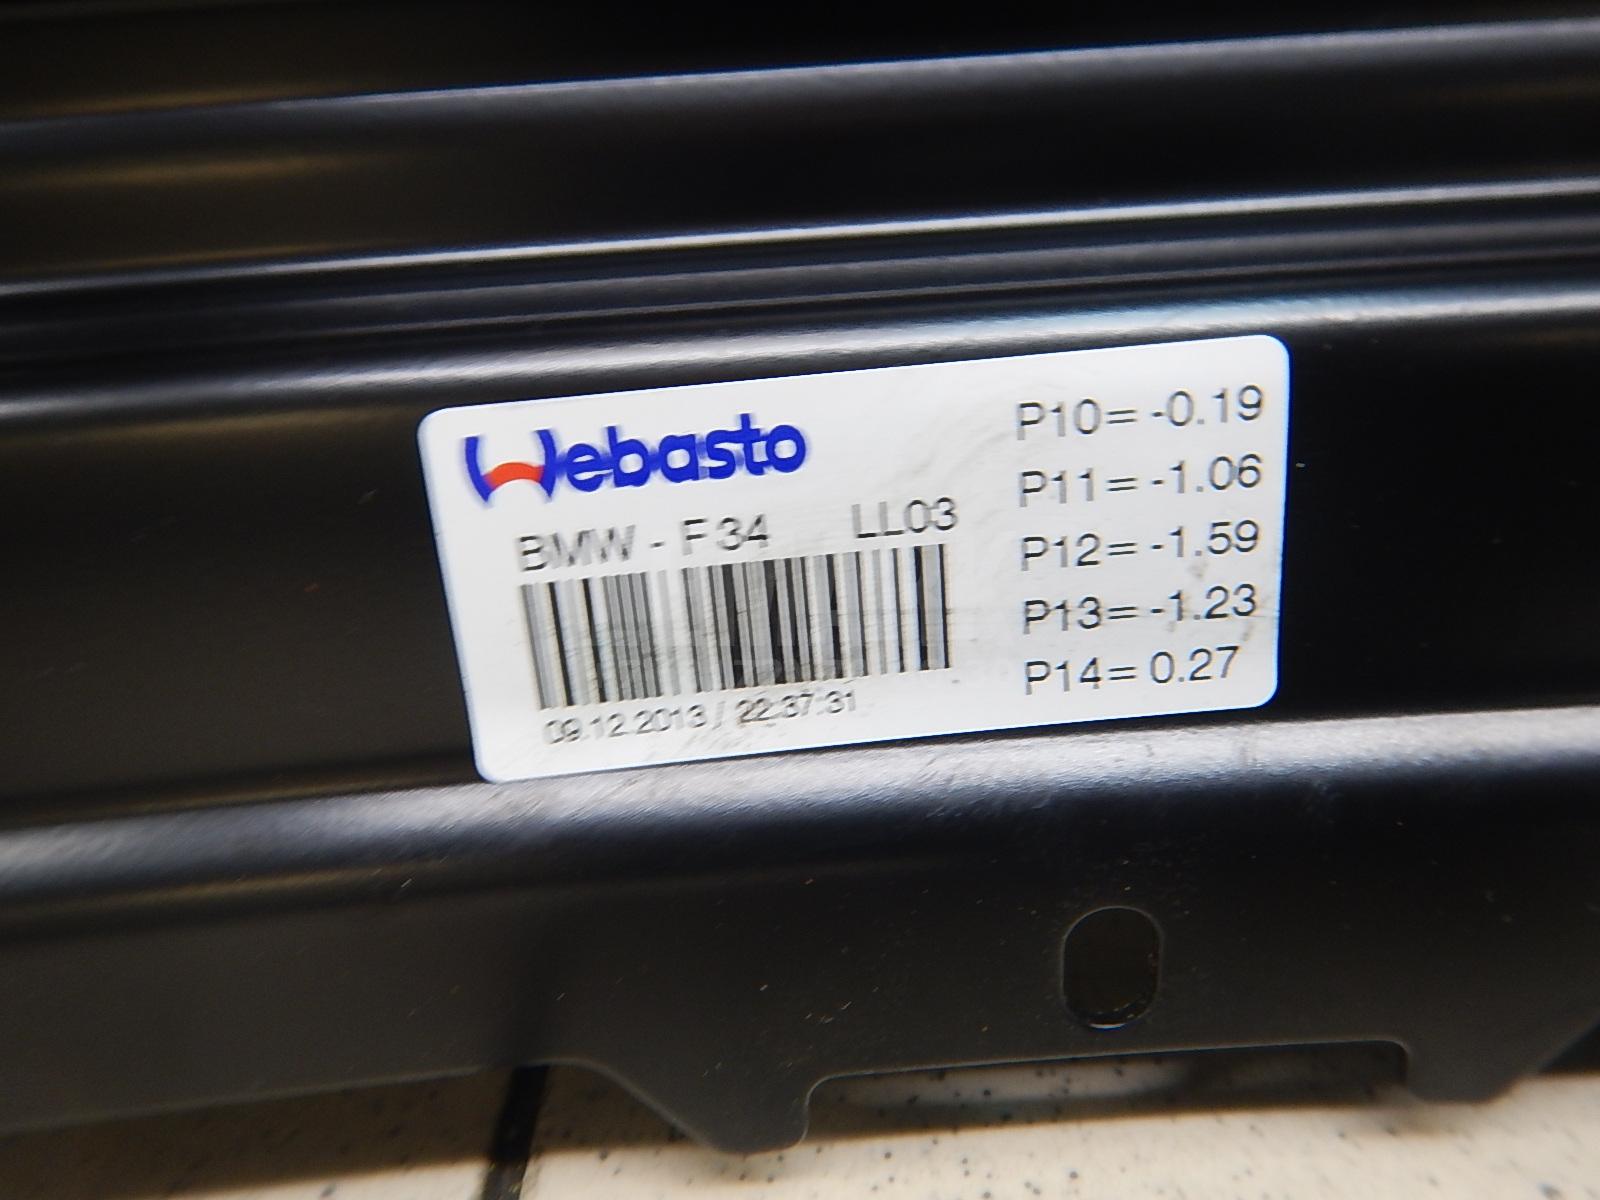 Webasto
BMW - F34 LL03
09.12.2013 / 22:37:31
P10= -0.19
P11= -1.06
P12= -1.59
P13= -1.23
P14= 0.27